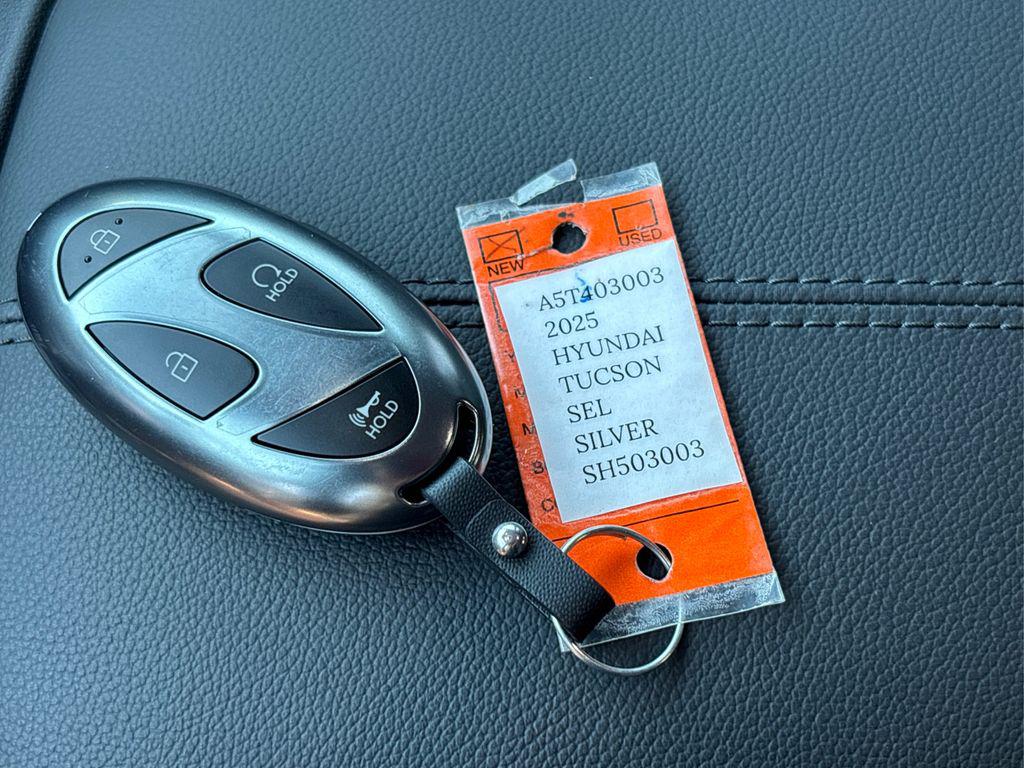 HOLD
HOLD
NEW
USED
A5T403003
2025
HYUNDAI
TUCSON
SEL
SILVER
SH503003